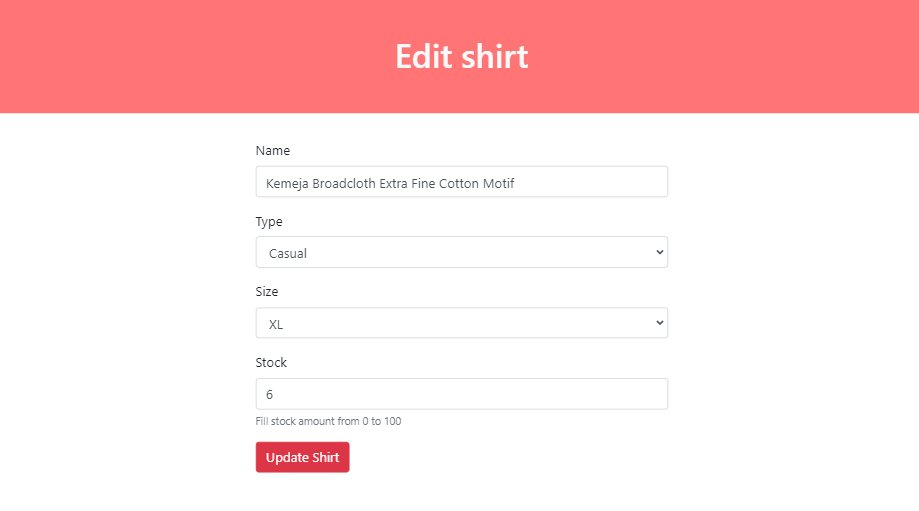 Edit shirt
Name
Kemeja Broadcloth Extra Fine Cotton Motif
Type
Casual
Size
XL
Stock
6
Fill stock amount from 0 to 100
Update Shirt